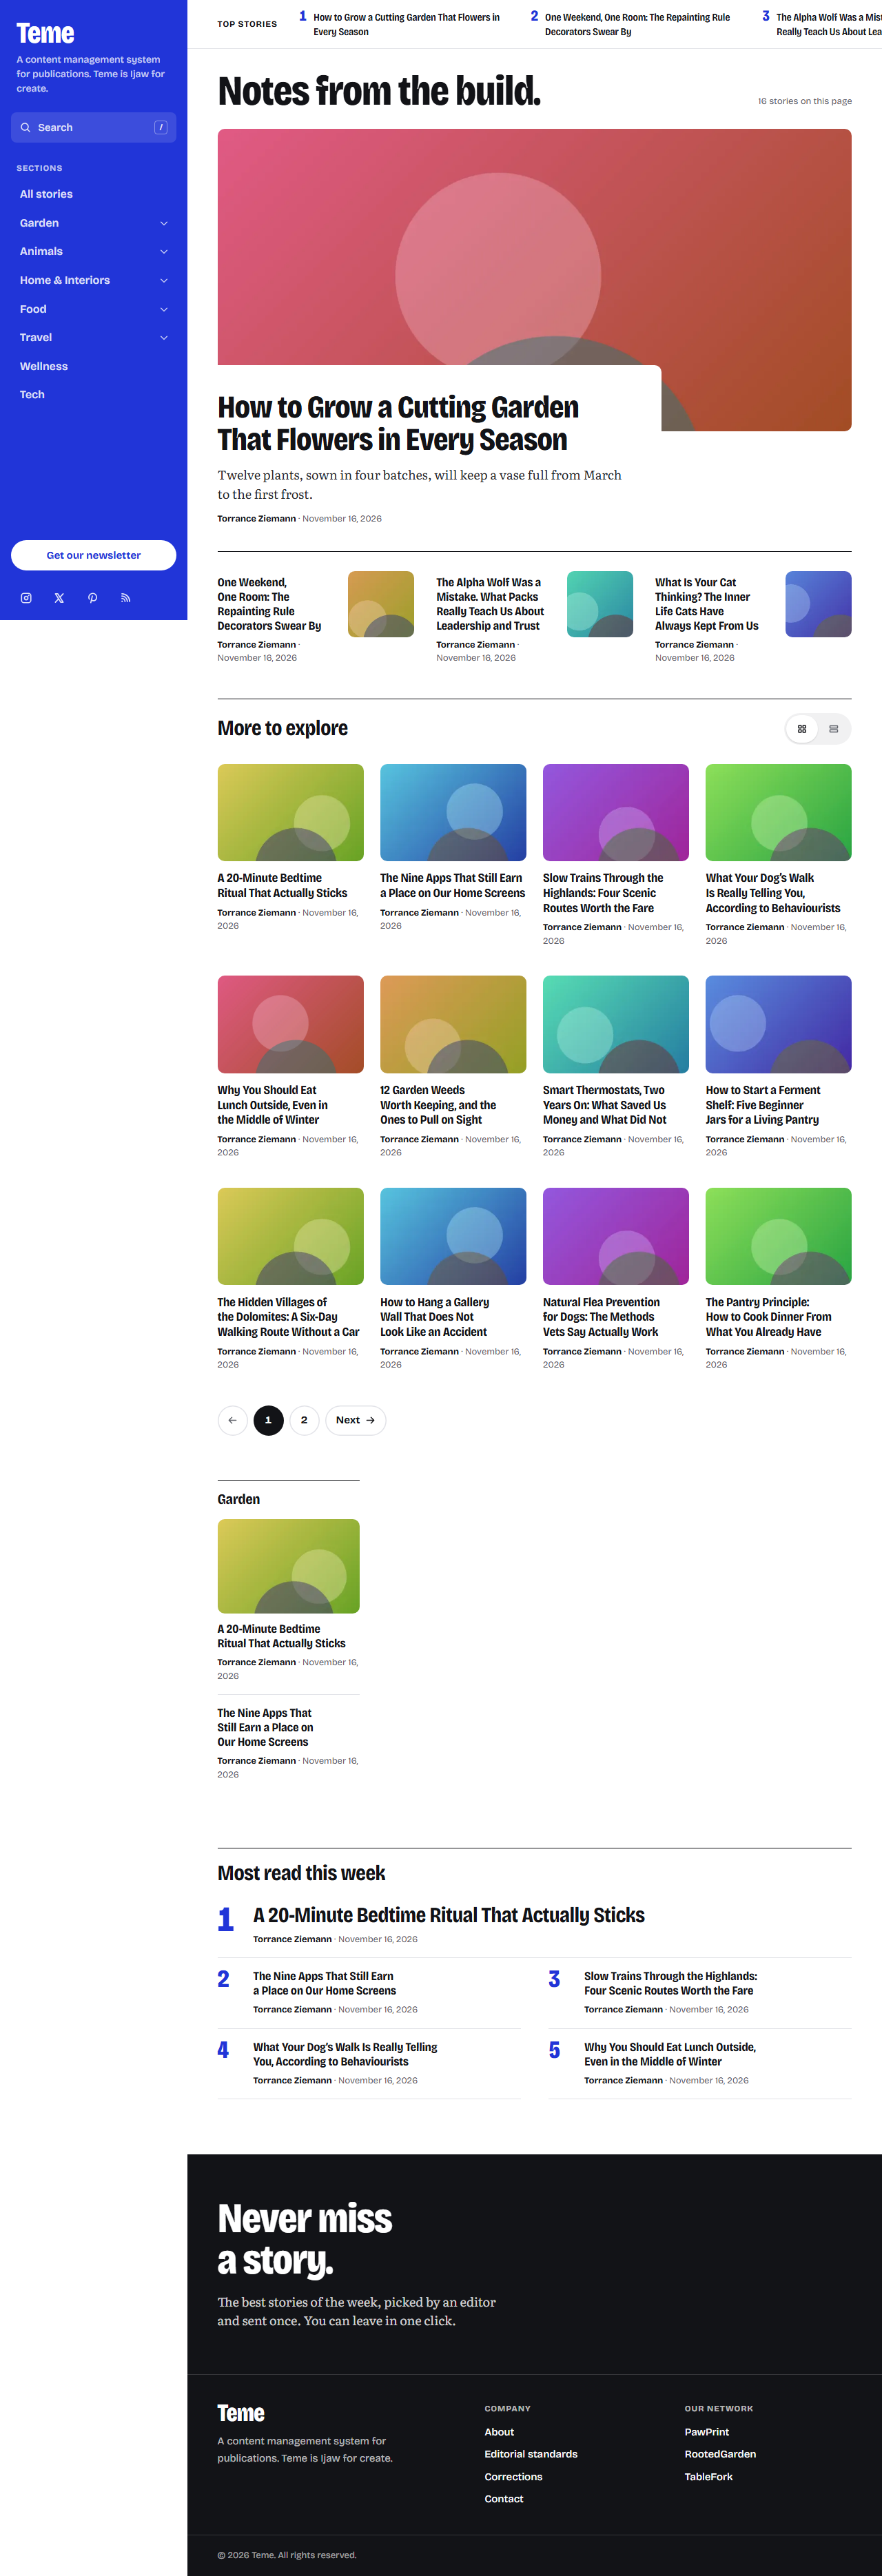 Teme
A content management system
for publications. Teme is Ijaw for
create.
Search /
SECTIONS
All stories
Garden
Animals
Home & Interiors
Food
Travel
Wellness
Tech
Get our newsletter
TOP STORIES
1 How to Grow a Cutting Garden That Flowers in
Every Season
2 One Weekend, One Room: The Repainting Rule
Decorators Swear By
3 The Alpha Wolf Was a
Really Teach Us About
Notes from the build.
16 stories on this page
How to Grow a Cutting Garden
That Flowers in Every Season
Twelve plants, sown in four batches, will keep a vase full from March
to the first frost.
Torrance Ziemann · November 16, 2026
One Weekend,
One Room: The
Repainting Rule
Decorators Swear By
Torrance Ziemann ·
November 16, 2026
The Alpha Wolf Was a
Mistake. What Packs
Really Teach Us About
Leadership and Trust
Torrance Ziemann ·
November 16, 2026
What Is Your Cat
Thinking? The Inner
Life Cats Have
Always Kept From Us
Torrance Ziemann ·
November 16, 2026
More to explore
A 20-Minute Bedtime
Ritual That Actually Sticks
Torrance Ziemann · November 16,
2026
The Nine Apps That Still Earn
a Place on Our Home Screens
Torrance Ziemann · November 16,
2026
Slow Trains Through the
Highlands: Four Scenic
Routes Worth the Fare
Torrance Ziemann · November 16,
2026
What Your Dog's Walk
Is Really Telling You,
According to Behaviourists
Torrance Ziemann · November 16,
2026
Why You Should Eat
Lunch Outside, Even in
the Middle of Winter
Torrance Ziemann · November 16,
2026
12 Garden Weeds
Worth Keeping, and the
Ones to Pull on Sight
Torrance Ziemann · November 16,
2026
Smart Thermostats, Two
Years On: What Saved Us
Money and What Did Not
Torrance Ziemann · November 16,
2026
How to Start a Ferment
Shelf: Five Beginner
Jars for a Living Pantry
Torrance Ziemann · November 16,
2026
The Hidden Villages of
the Dolomites: A Six-Day
Walking Route Without a Car
Torrance Ziemann · November 16,
2026
How to Hang a Gallery
Wall That Does Not
Look Like an Accident
Torrance Ziemann · November 16,
2026
Natural Flea Prevention
for Dogs: The Methods
Vets Say Actually Work
Torrance Ziemann · November 16,
2026
The Pantry Principle:
How to Cook Dinner From
What You Already Have
Torrance Ziemann · November 16,
2026
← 1 2 Next →
Garden
A 20-Minute Bedtime
Ritual That Actually Sticks
Torrance Ziemann · November 16,
2026
The Nine Apps That
Still Earn a Place on
Our Home Screens
Torrance Ziemann · November 16,
2026
Most read this week
1 A 20-Minute Bedtime Ritual That Actually Sticks
Torrance Ziemann · November 16, 2026
2 The Nine Apps That Still Earn
a Place on Our Home Screens
Torrance Ziemann · November 16, 2026
3 Slow Trains Through the Highlands:
Four Scenic Routes Worth the Fare
Torrance Ziemann · November 16, 2026
4 What Your Dog's Walk Is Really Telling
You, According to Behaviourists
Torrance Ziemann · November 16, 2026
5 Why You Should Eat Lunch Outside,
Even in the Middle of Winter
Torrance Ziemann · November 16, 2026
Never miss
a story.
The best stories of the week, picked by an editor
and sent once. You can leave in one click.
Teme
A content management system for
publications. Teme is Ijaw for create.
COMPANY
About
Editorial standards
Corrections
Contact
OUR NETWORK
PawPrint
RootedGarden
TableFork
© 2026 Teme. All rights reserved.